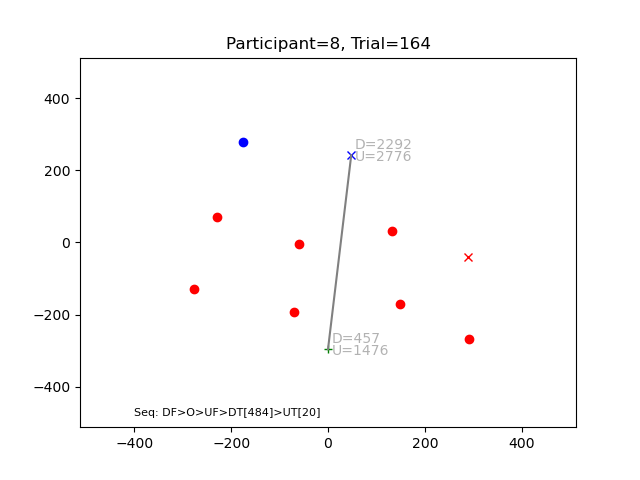 Participant=8, Trial=164
400
200
0
−200
−400
D=2292
U=2776
D=457
U=1476
Seq: DF>O>UF>DT[484]>UT[20]
−400 −200 0 200 400